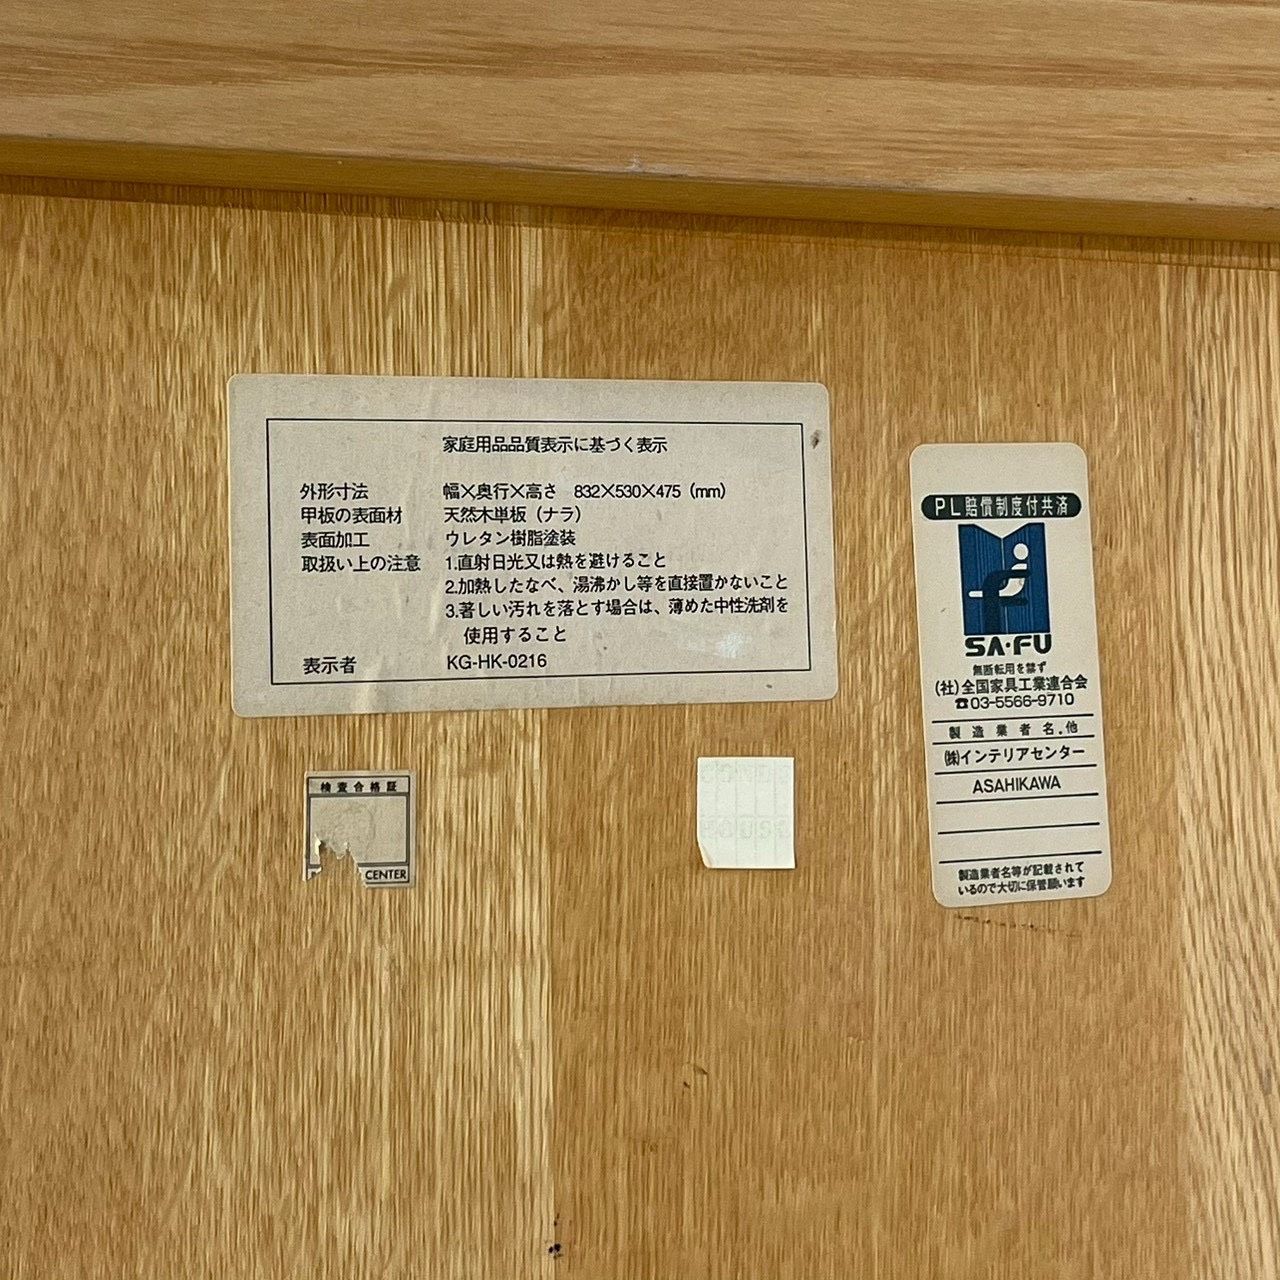 家庭用品品質表示に基づく表示
外形寸法　幅×奥行×高さ　832×530×475（mm）
甲板の表面材　天然木単板（ナラ）
表面加工　ウレタン樹脂塗装
取扱い上の注意　1.直射日光又は熱を避けること
2.加熱したなべ、湯沸かし等を直接置かないこと
3.著しい汚れを落とす場合は、薄めた中性洗剤を
使用すること
表示者　KG-HK-0216
検査合格証
CENTER
PL賠償制度付共済
SA・FU
無断転用を禁ず
（社）全国家具工業連合会
☎03-5566-9710
製造業者名．他
㈱インテリアセンター
ASAHIKAWA
製造業者名等が記載されて
いるので大切に保管願います